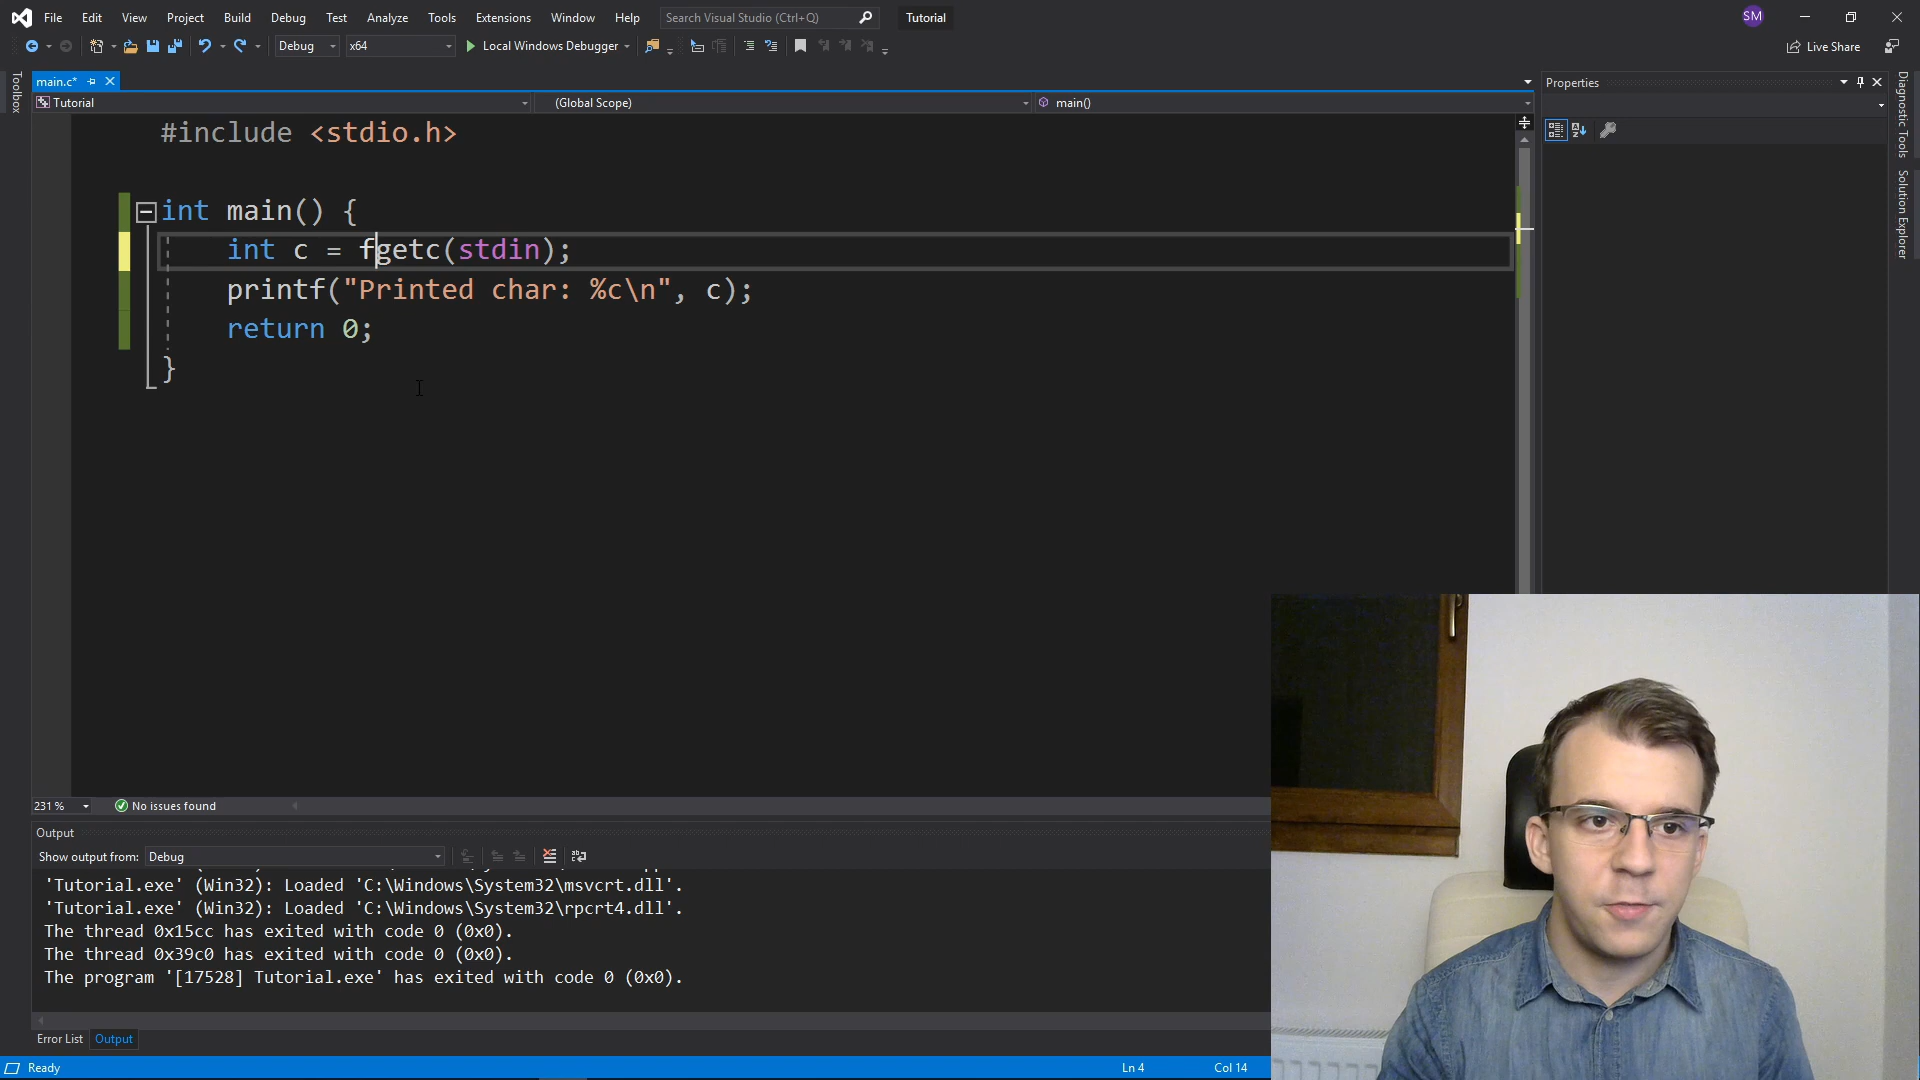 File Edit View Project Build Debug Test Analyze Tools Extensions Window Help Search Visual Studio (Ctrl+Q) Tutorial SM
Debug x64 Local Windows Debugger Live Share
Toolbox
main.c*
Tutorial (Global Scope) main()
#include <stdio.h>
int main() {
int c = fgetc(stdin);
printf("Printed char: %c\n", c);
return 0;
}
Properties
Diagnostic Tools
Solution Explorer
231 % No issues found
Output
Show output from: Debug
'Tutorial.exe' (Win32): Loaded 'C:\Windows\System32\msvcrt.dll'.
'Tutorial.exe' (Win32): Loaded 'C:\Windows\System32\rpcrt4.dll'.
The thread 0x15cc has exited with code 0 (0x0).
The thread 0x39c0 has exited with code 0 (0x0).
The program '[17528] Tutorial.exe' has exited with code 0 (0x0).
Error List Output
Ready Ln 4 Col 14